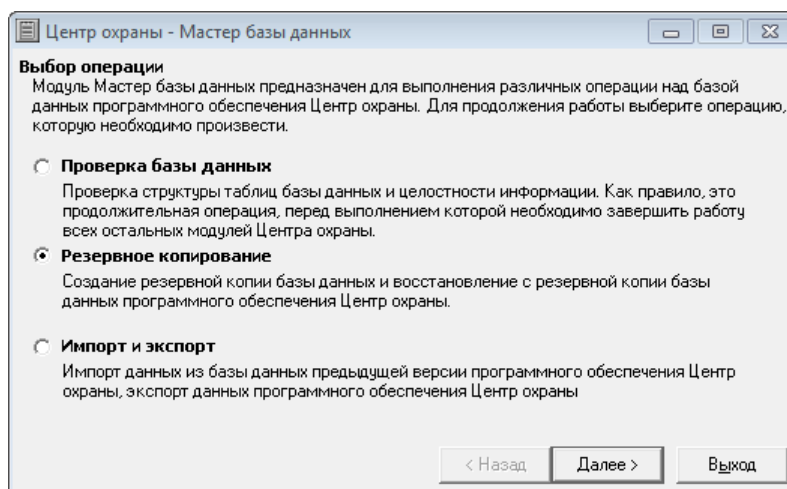 Центр охраны - Мастер базы данных
Выбор операции
Модуль Мастер базы данных предназначен для выполнения различных операции над базой
данных программного обеспечения Центр охраны. Для продолжения работы выберите операцию,
которую необходимо произвести.
Проверка базы данных
Проверка структуры таблиц базы данных и целостности информации. Как правило, это
продолжительная операция, перед выполнением которой необходимо завершить работу
всех остальных модулей Центра охраны.
Резервное копирование
Создание резервной копии базы данных и восстановление с резервной копии базы
данных программного обеспечения Центр охраны.
Импорт и экспорт
Импорт данных из базы данных предыдущей версии программного обеспечения Центр
охраны, экспорт данных программного обеспечения Центр охраны
< Назад Далее > Выход